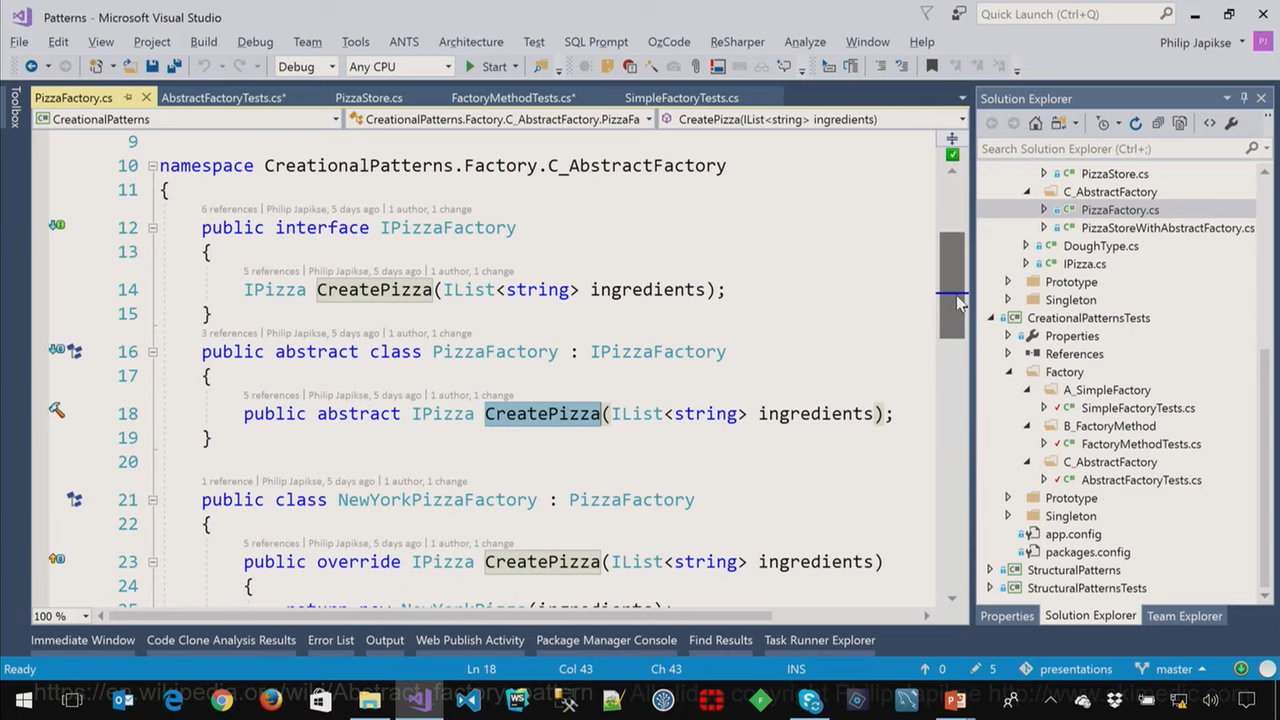 Patterns - Microsoft Visual Studio
Quick Launch (Ctrl+Q)
File Edit View Project Build Debug Team Tools ANTS Architecture Test SQL Prompt OzCode ReSharper Analyze Window Help
Philip Japikse PJ
Debug Any CPU Start
Toolbox
PizzaFactory.cs AbstractFactoryTests.cs* PizzaStore.cs FactoryMethodTests.cs* SimpleFactoryTests.cs
CreationalPatterns CreationalPatterns.Factory.C_AbstractFactory.PizzaFa CreatePizza(IList<string> ingredients)
9
10 namespace CreationalPatterns.Factory.C_AbstractFactory
11 {
6 references | Philip Japikse, 5 days ago | 1 author, 1 change
12 public interface IPizzaFactory
13 {
5 references | Philip Japikse, 5 days ago | 1 author, 1 change
14 IPizza CreatePizza(IList<string> ingredients);
15 }
3 references | Philip Japikse, 5 days ago | 1 author, 1 change
16 public abstract class PizzaFactory : IPizzaFactory
17 {
5 references | Philip Japikse, 5 days ago | 1 author, 1 change
18 public abstract IPizza CreatePizza(IList<string> ingredients);
19 }
20
1 reference | Philip Japikse, 5 days ago | 1 author, 1 change
21 public class NewYorkPizzaFactory : PizzaFactory
22 {
5 references | Philip Japikse, 5 days ago | 1 author, 1 change
23 public override IPizza CreatePizza(IList<string> ingredients)
24 {
return new NewYorkPizza(ingredients);
100 %
Solution Explorer
Search Solution Explorer (Ctrl+;)
PizzaStore.cs
C_AbstractFactory
PizzaFactory.cs
PizzaStoreWithAbstractFactory.cs
DoughType.cs
IPizza.cs
Prototype
Singleton
CreationalPatternsTests
Properties
References
Factory
A_SimpleFactory
SimpleFactoryTests.cs
B_FactoryMethod
FactoryMethodTests.cs
C_AbstractFactory
AbstractFactoryTests.cs
Prototype
Singleton
app.config
packages.config
StructuralPatterns
StructuralPatternsTests
Properties Solution Explorer Team Explorer
Immediate Window Code Clone Analysis Results Error List Output Web Publish Activity Package Manager Console Find Results Task Runner Explorer
Ready Ln 18 Col 43 Ch 43 INS 0 5 presentations master
https://en.wikipedia.org/wiki/Abstract_factory_pattern